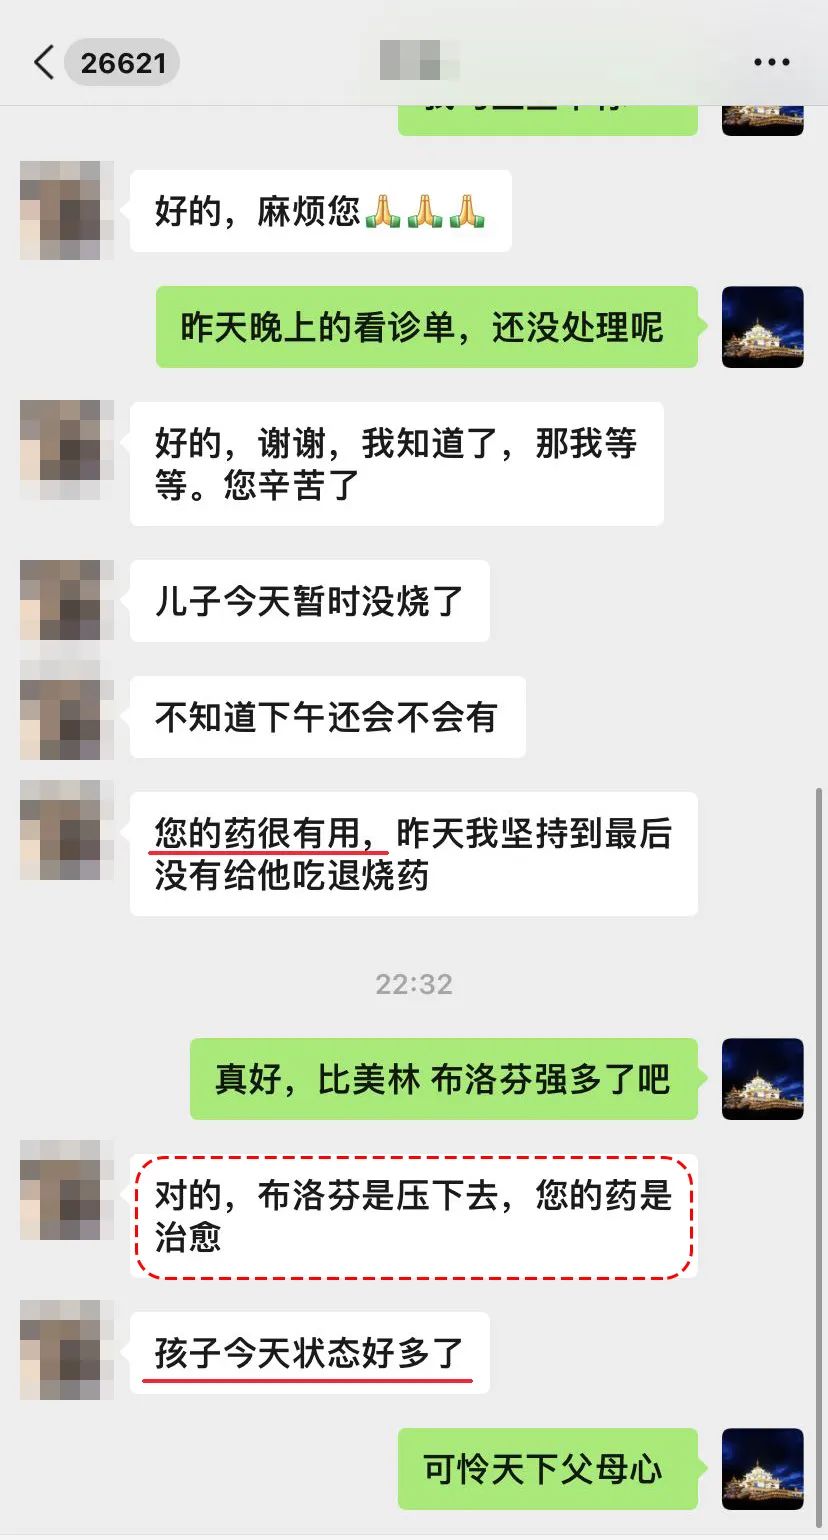 26621
好的，麻烦您🙏🙏🙏
昨天晚上的看诊单，还没处理呢
好的，谢谢，我知道了，那我等
等。您辛苦了
儿子今天暂时没烧了
不知道下午还会不会有
您的药很有用，昨天我坚持到最后
没有给他吃退烧药
22:32
真好，比美林 布洛芬强多了吧
对的，布洛芬是压下去，您的药是
治愈
孩子今天状态好多了
可怜天下父母心